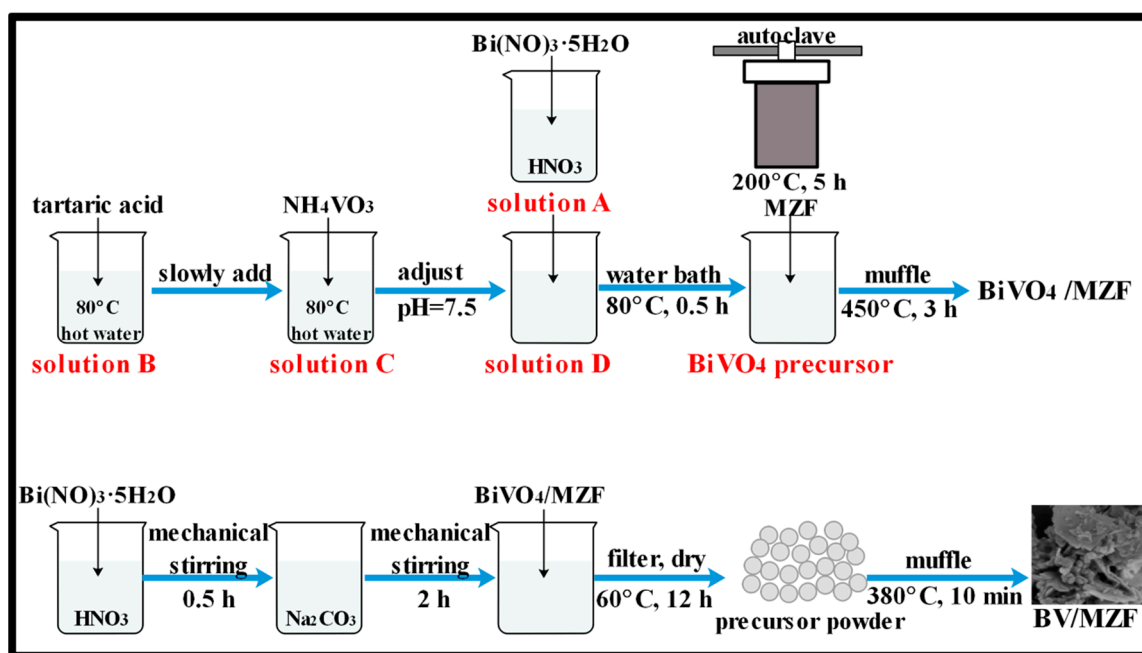 Bi(NO)3·5H2O
HNO3
solution A
autoclave
200°C, 5 h
MZF
tartaric acid
80°C
hot water
solution B
slowly add
NH4VO3
80°C
hot water
solution C
adjust
pH=7.5
solution D
water bath
80°C, 0.5 h
BiVO4 precursor
muffle
450°C, 3 h
BiVO4 /MZF
Bi(NO)3·5H2O
HNO3
mechanical
stirring
0.5 h
Na2CO3
mechanical
stirring
2 h
BiVO4/MZF
filter, dry
60°C, 12 h
precursor powder
muffle
380°C, 10 min
BV/MZF